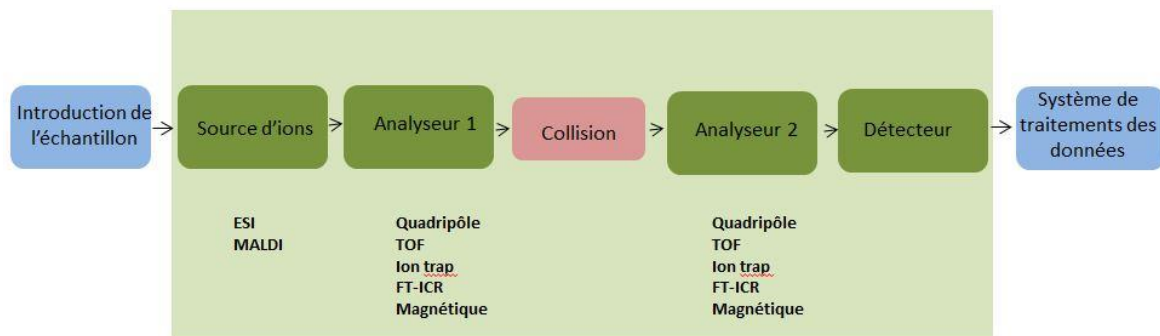 Introduction de
l'échantillon
Source d'ions
Analyseur 1
Collision
Analyseur 2
Détecteur
Système de
traitements des
données
ESI
MALDI
Quadripôle
TOF
Ion trap
FT-ICR
Magnétique
Quadripôle
TOF
Ion trap
FT-ICR
Magnétique